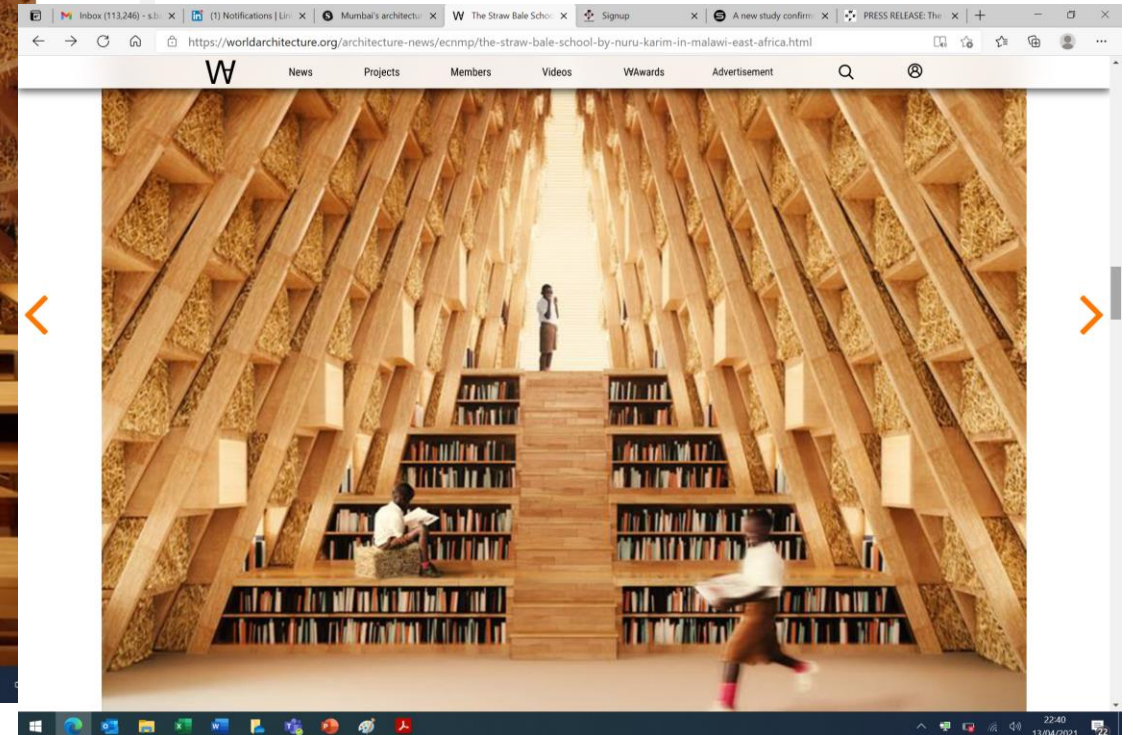 Inbox (113,246) - s.b
(1) Notifications | Lin
Mumbai's architectu
The Straw Bale Schoo
Signup
A new study confirm
PRESS RELEASE: The
https://worldarchitecture.org/architecture-news/ecnmp/the-straw-bale-school-by-nuru-karim-in-malawi-east-africa.html
News Projects Members Videos WAwards Advertisement
22:40
13/04/2021
22